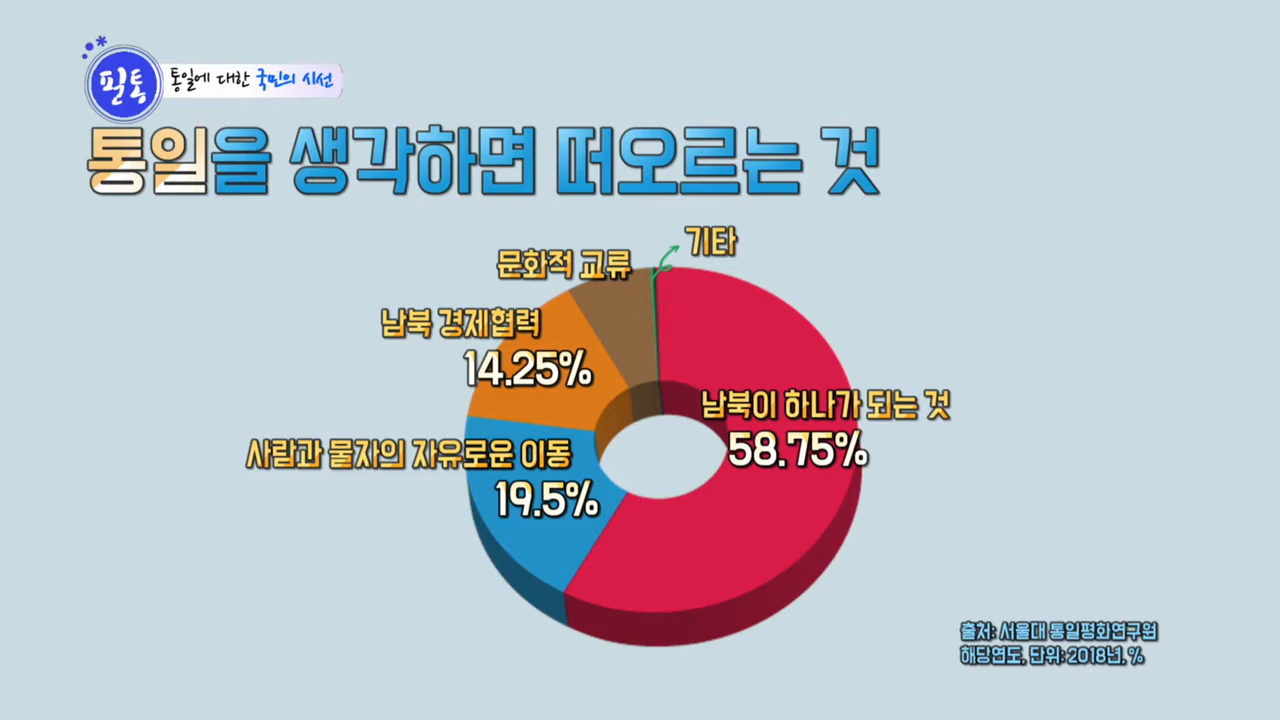 필통
통일에 대한 국민의 시선
통일을 생각하면 떠오르는 것
기타
문화적 교류
남북 경제협력
14.25%
남북이 하나가 되는 것
58.75%
사람과 물자의 자유로운 이동
19.5%
출처: 서울대 통일평화연구원
해당연도, 단위: 2018년, %